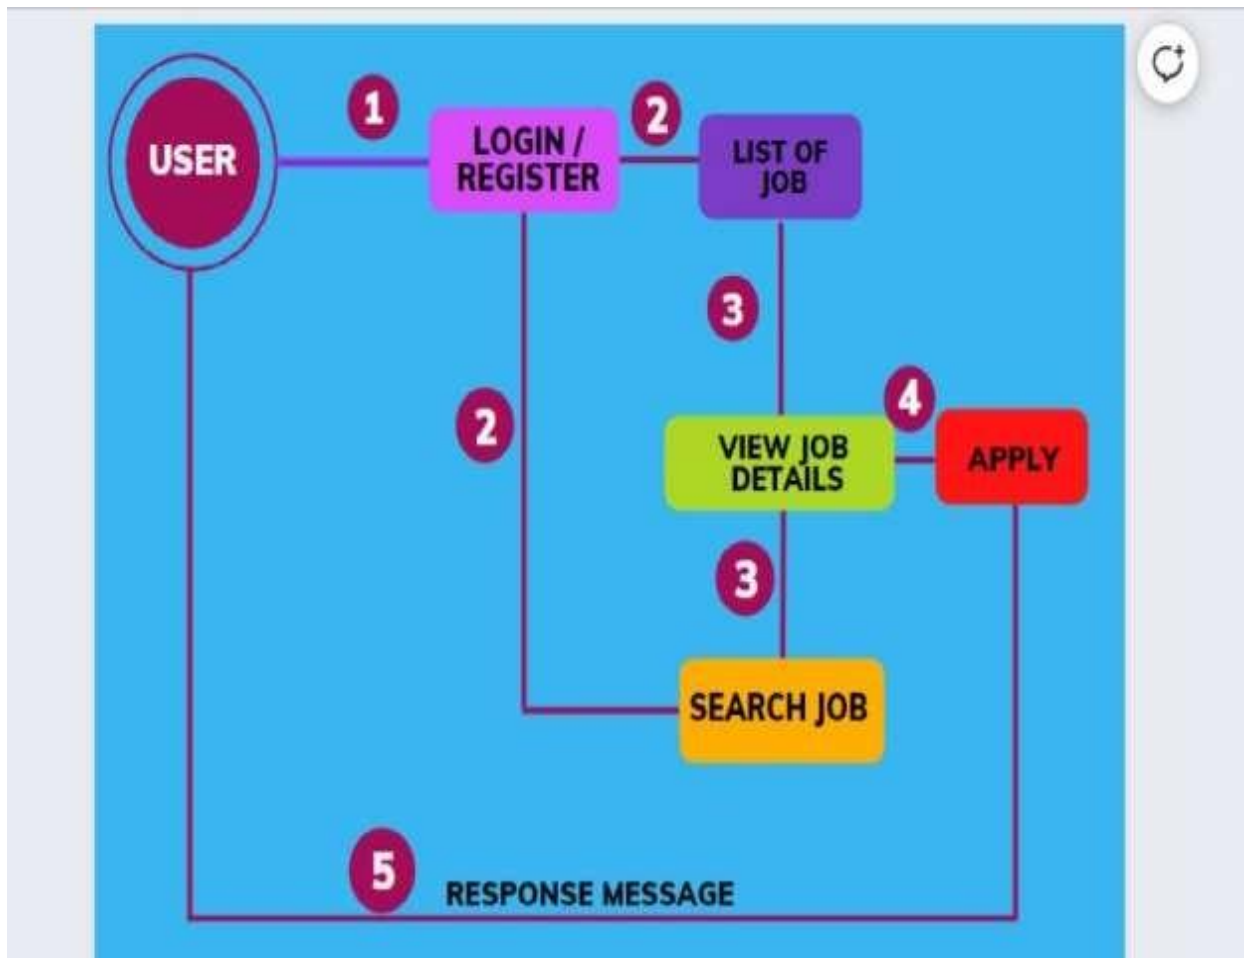 1
2
USER
LOGIN /
REGISTER
LIST OF
JOB
3
2
4
VIEW JOB
DETAILS
APPLY
3
SEARCH JOB
5
RESPONSE MESSAGE